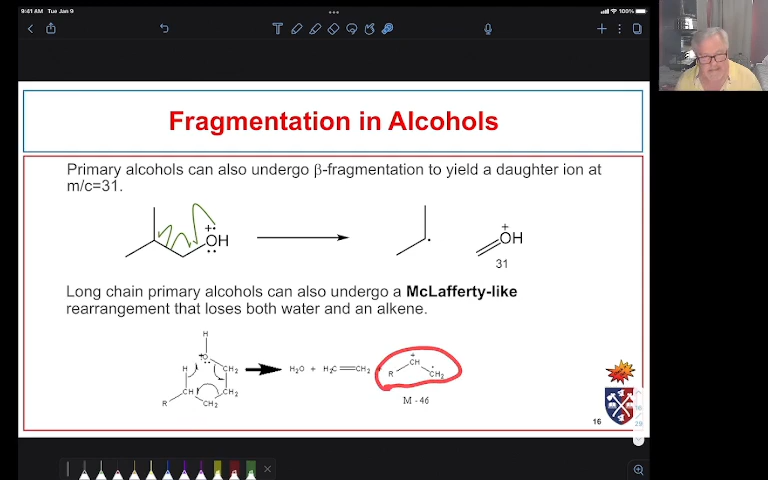 9:41 AM Tue Jan 9
100%
Fragmentation in Alcohols
Primary alcohols can also undergo β-fragmentation to yield a daughter ion at
m/c=31.
OH
OH
31
Long chain primary alcohols can also undergo a McLafferty-like
rearrangement that loses both water and an alkene.
H
O
H
CH2
CH
CH2
CH2
R
H2O + H2C CH2 +
CH
R
CH2
M - 46
16
16
29